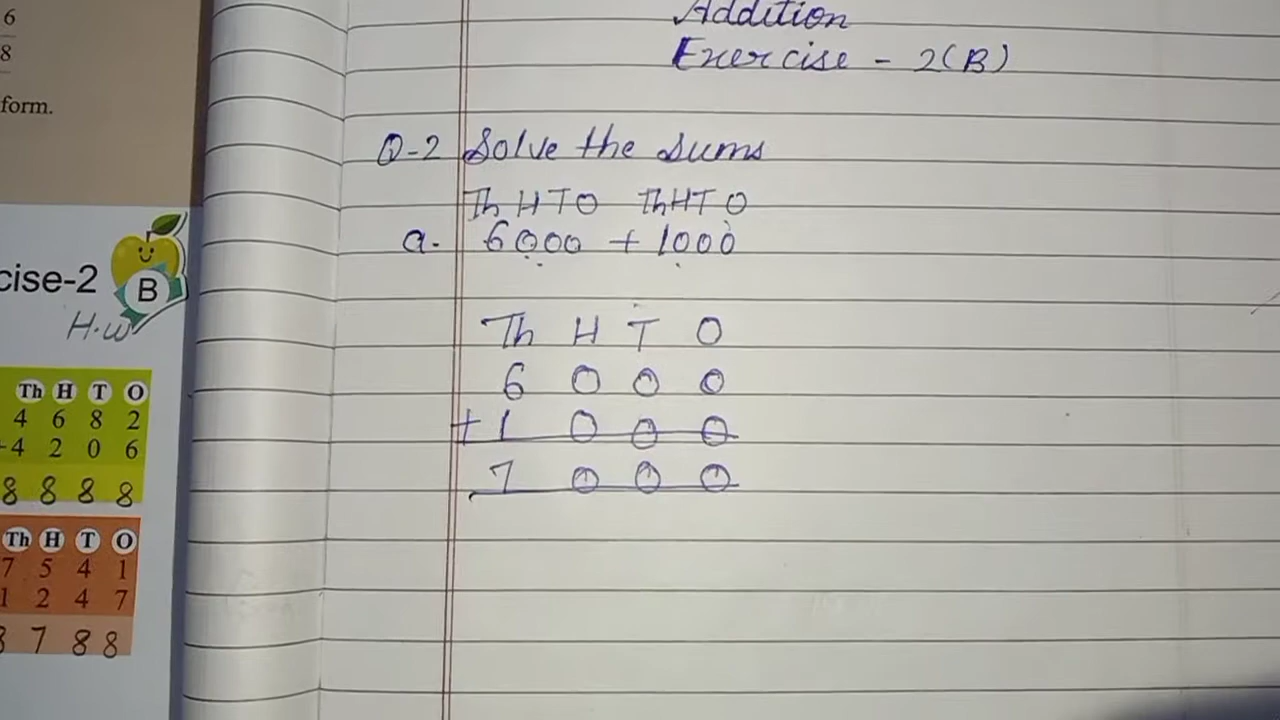 6
8
form.
cise-2
B
H.W
Th H T O
4 6 8 2
4 2 0 6
8 8 8 8
Th H T O
7 5 4 1
1 2 4 7
8 7 8 8
Addition
Exercise - 2(B)
Q-2 Solve the Sums
Th H T O Th H T O
a. 6000 + 1000
Th H T O
6 0 0 0
+ 1 0 0 0
7 0 0 0